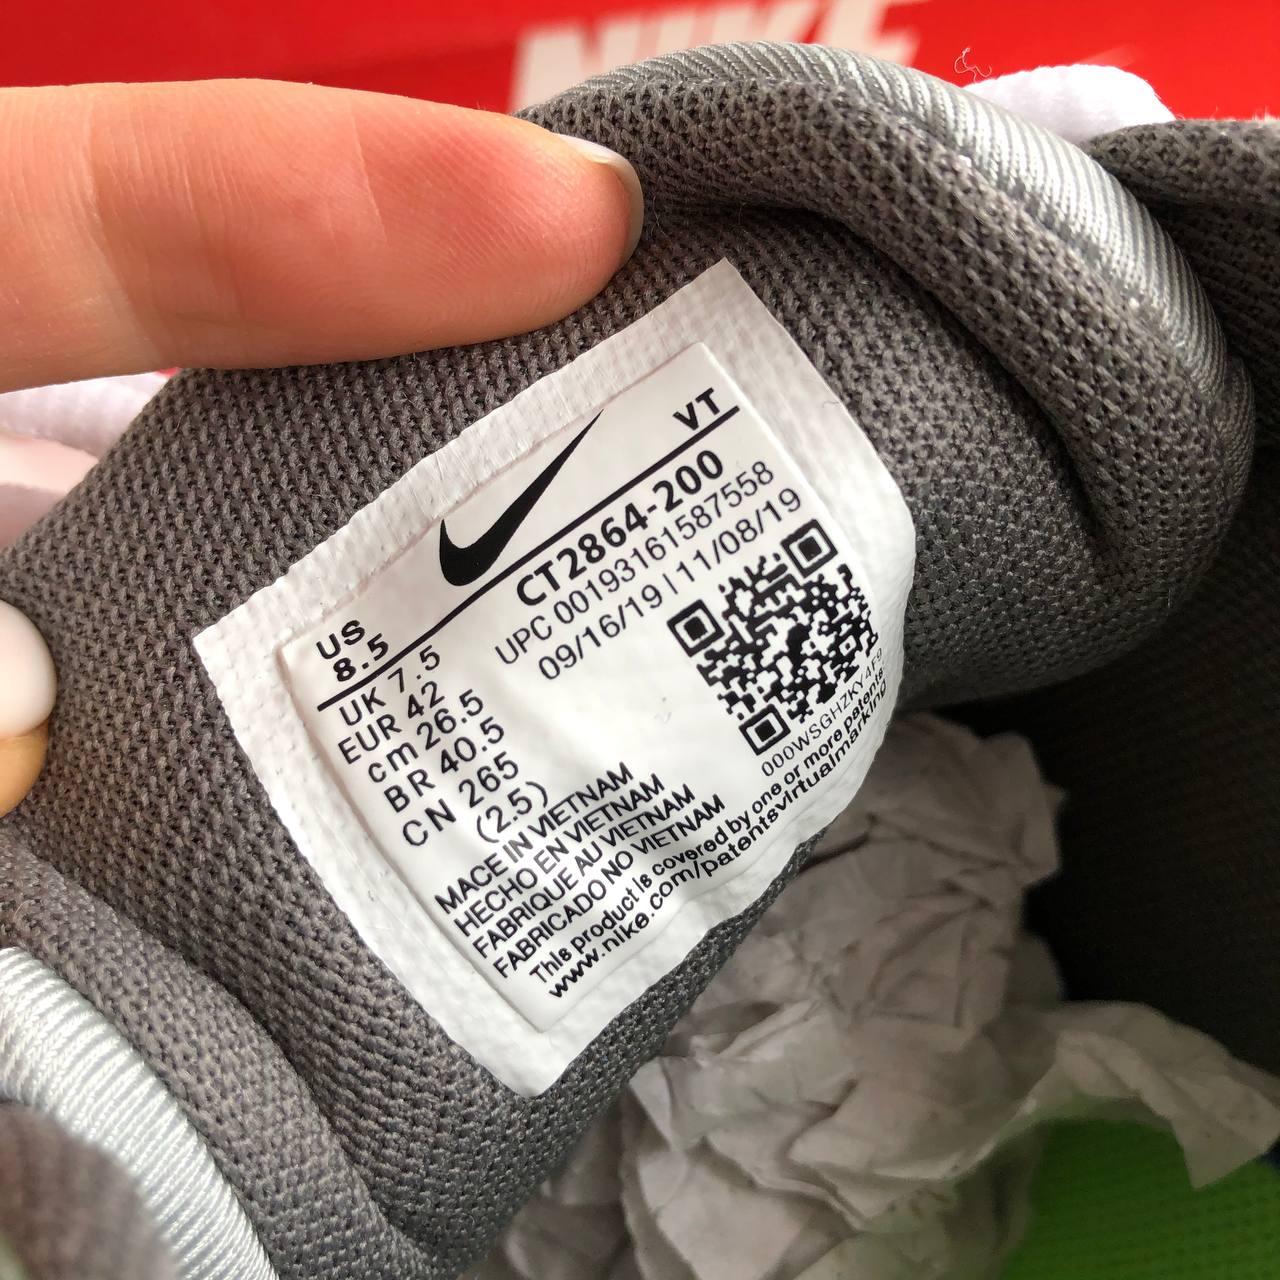 NIKE
VT
CT2864-200
UPC 00193161587558
09/16/19 | 11/08/19
US
8.5
UK 7.5
EUR 42
cm 26.5
BR 40.5
CN 265
(2.5)
000WSGHZKY4F9
MACE IN VIETNAM
HECHO EN VIETNAM
FABRIQUE AU VIETNAM
FABRICADO NO VIETNAM
This product is covered by one or more patents:
www.nike.com/patentsvirtualmarking